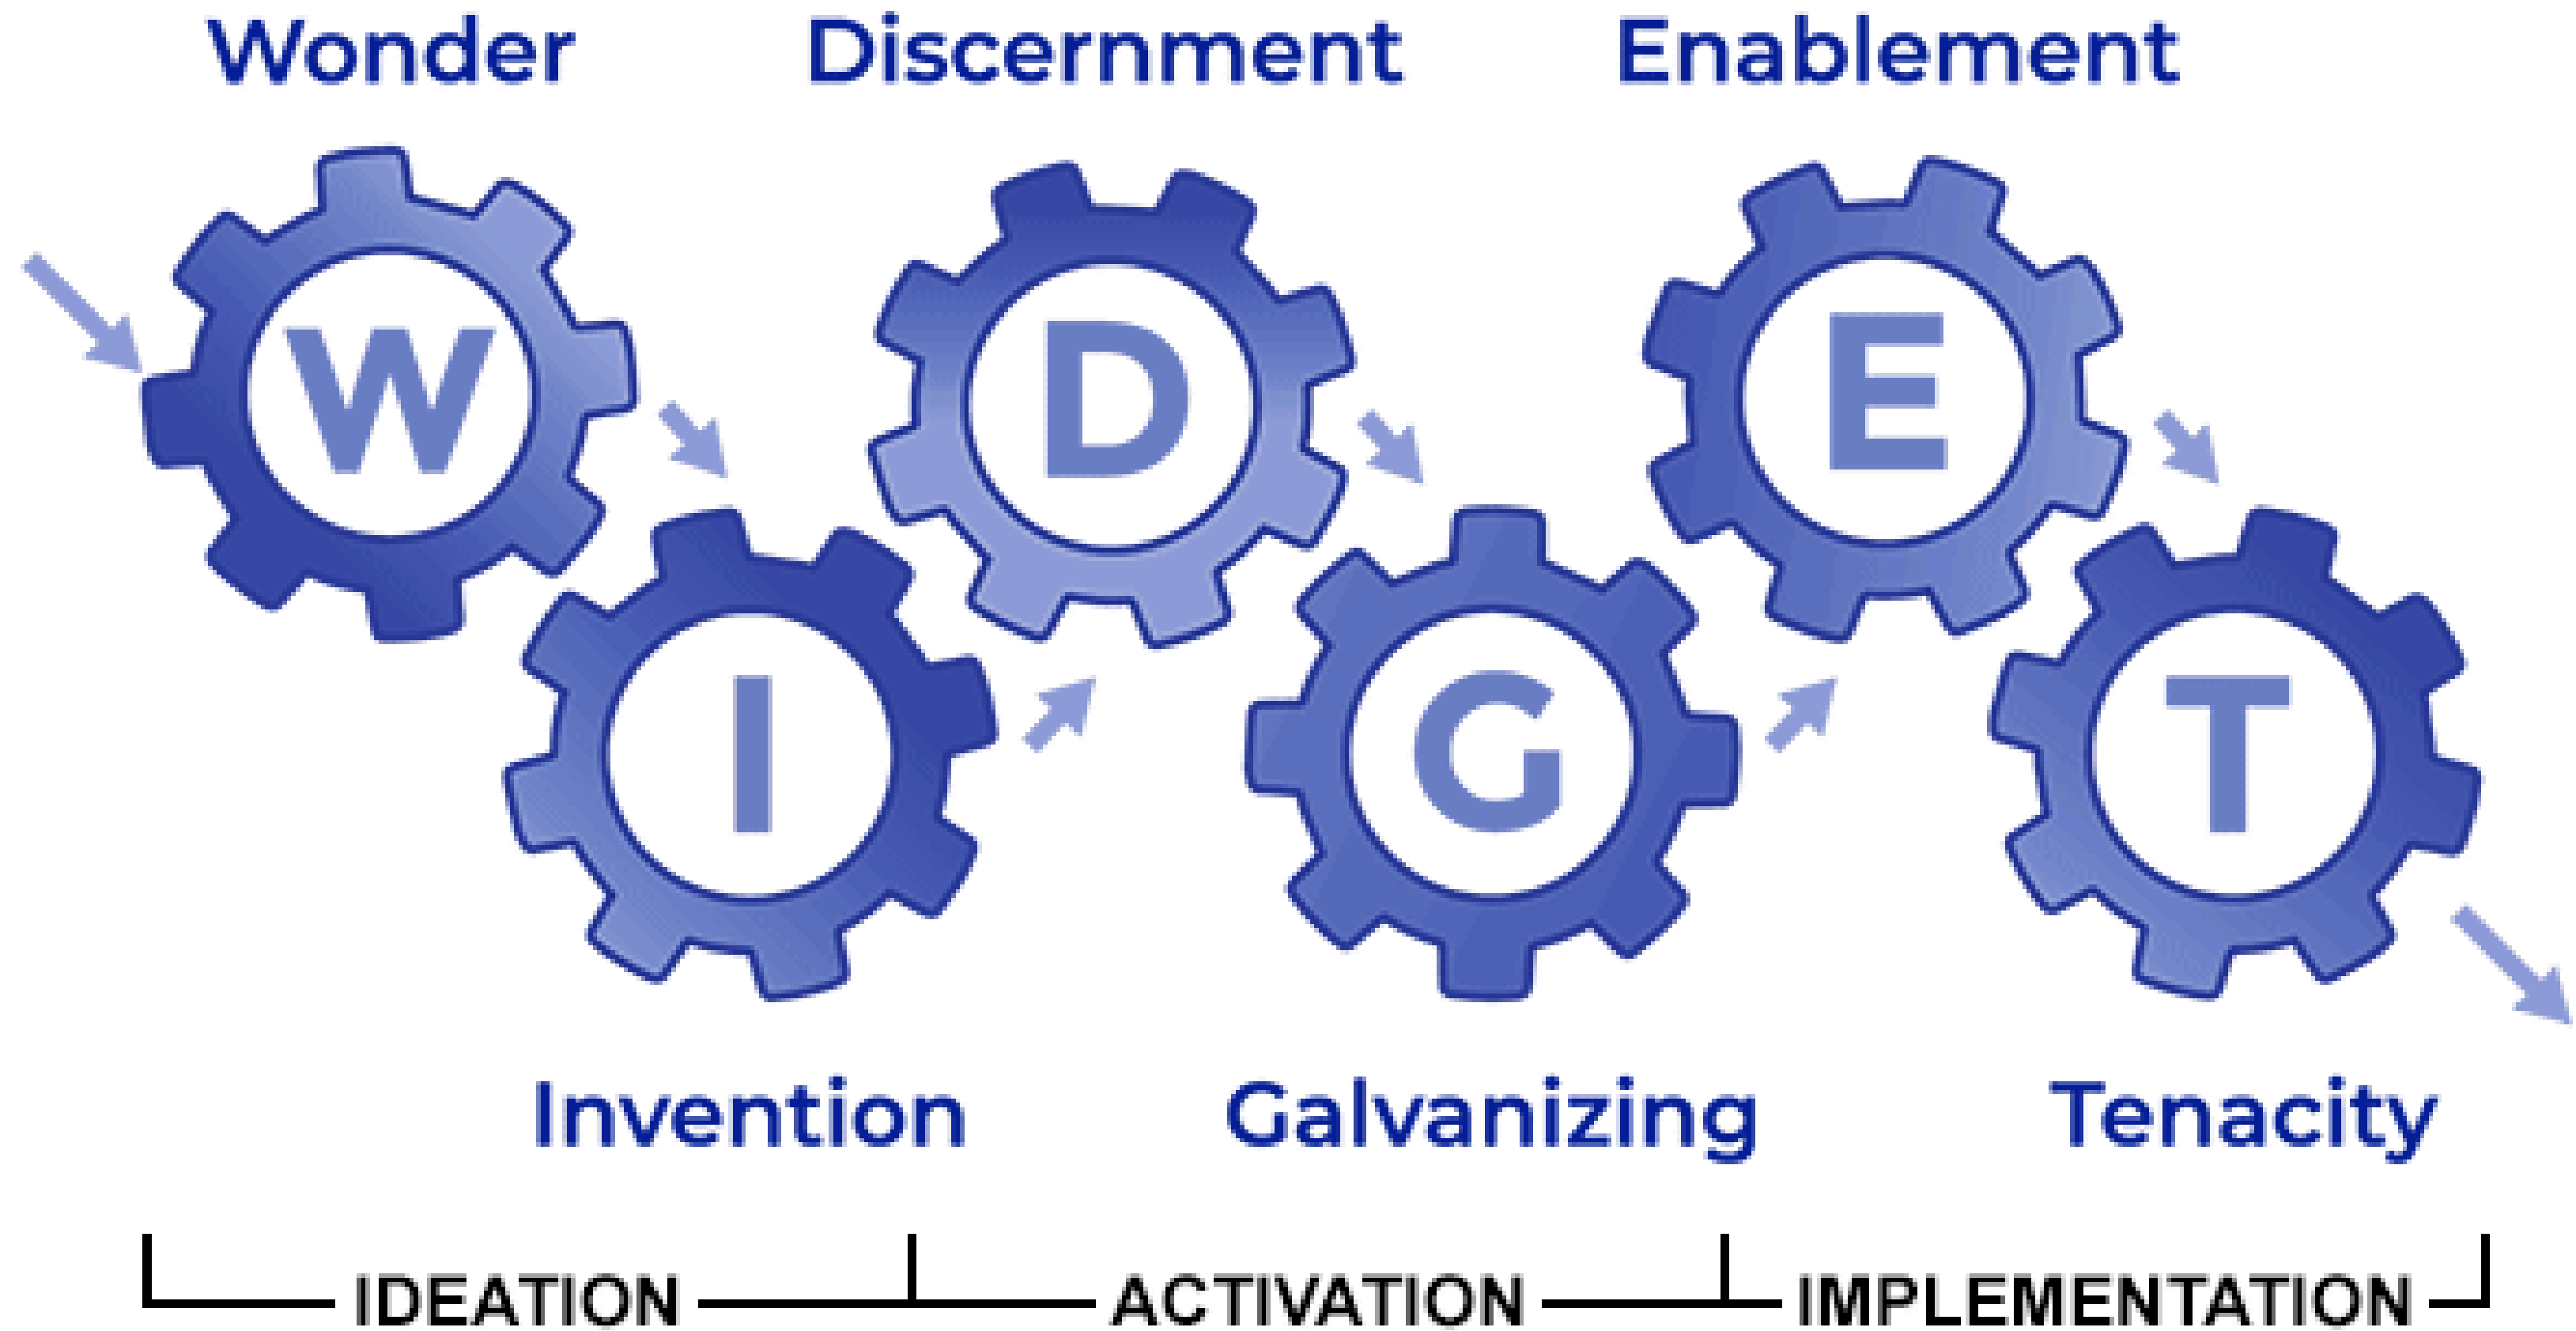 Wonder
Discernment
Enablement
W
D
E
I
G
T
Invention
Galvanizing
Tenacity
IDEATION
ACTIVATION
IMPLEMENTATION